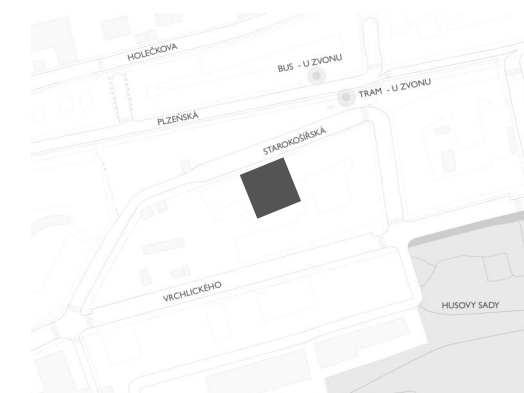 HOLEČKOVA
BUS - U ZVONU
TRAM - U ZVONU
PLZEŇSKÁ
STAROKOŠÍŘSKÁ
VRCHLICKÉHO
HUSOVY SADY